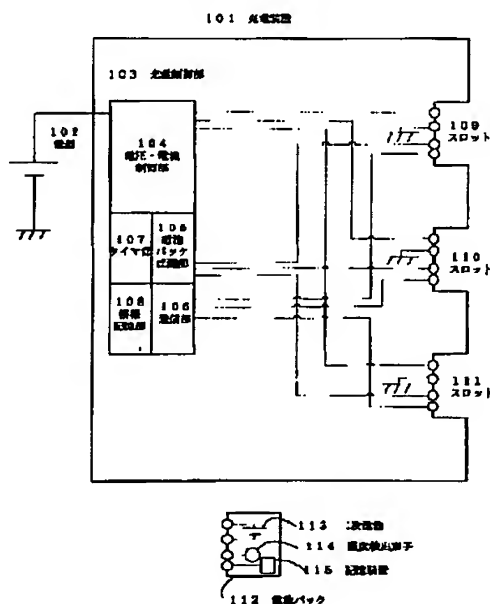 101 充電装置
103 充電制御部
102
電源
104
電圧・電流
制御部
107
タイマ部
105
電池
パック
認識部
108
情報
記憶部
106
通信部
109
スロット
110
スロット
111
スロット
113 二次電池
114 温度検出素子
115 記憶装置
112 電池パック